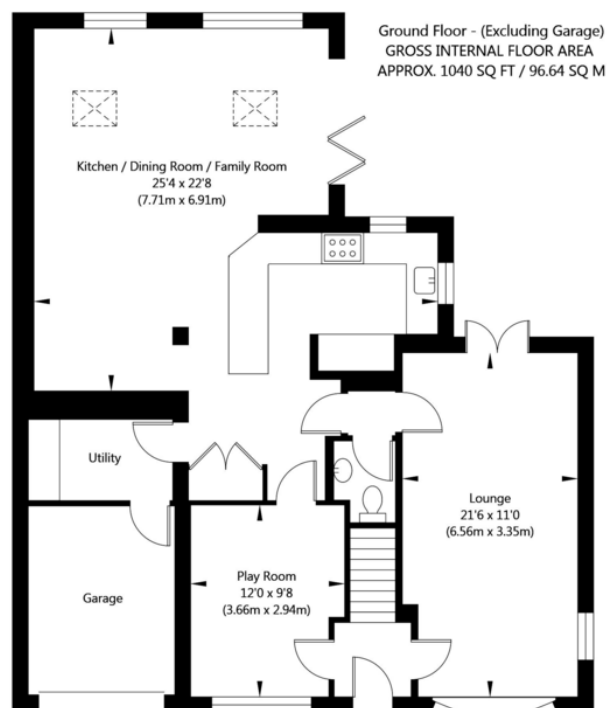 Ground Floor - (Excluding Garage)
GROSS INTERNAL FLOOR AREA
APPROX. 1040 SQ FT / 96.64 SQ M
Kitchen / Dining Room / Family Room
25'4 x 22'8
(7.71m x 6.91m)
Utility
Lounge
21'6 x 11'0
(6.56m x 3.35m)
Play Room
12'0 x 9'8
(3.66m x 2.94m)
Garage